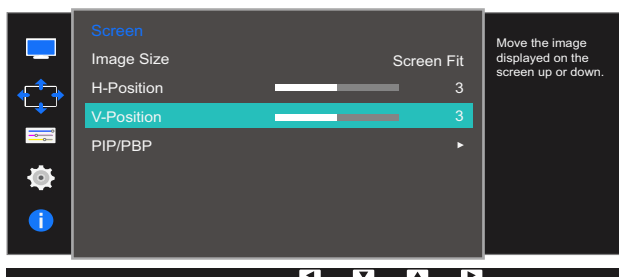 Screen
Image Size Screen Fit
H-Position 3
V-Position 3
PIP/PBP
Move the image
displayed on the
screen up or down.